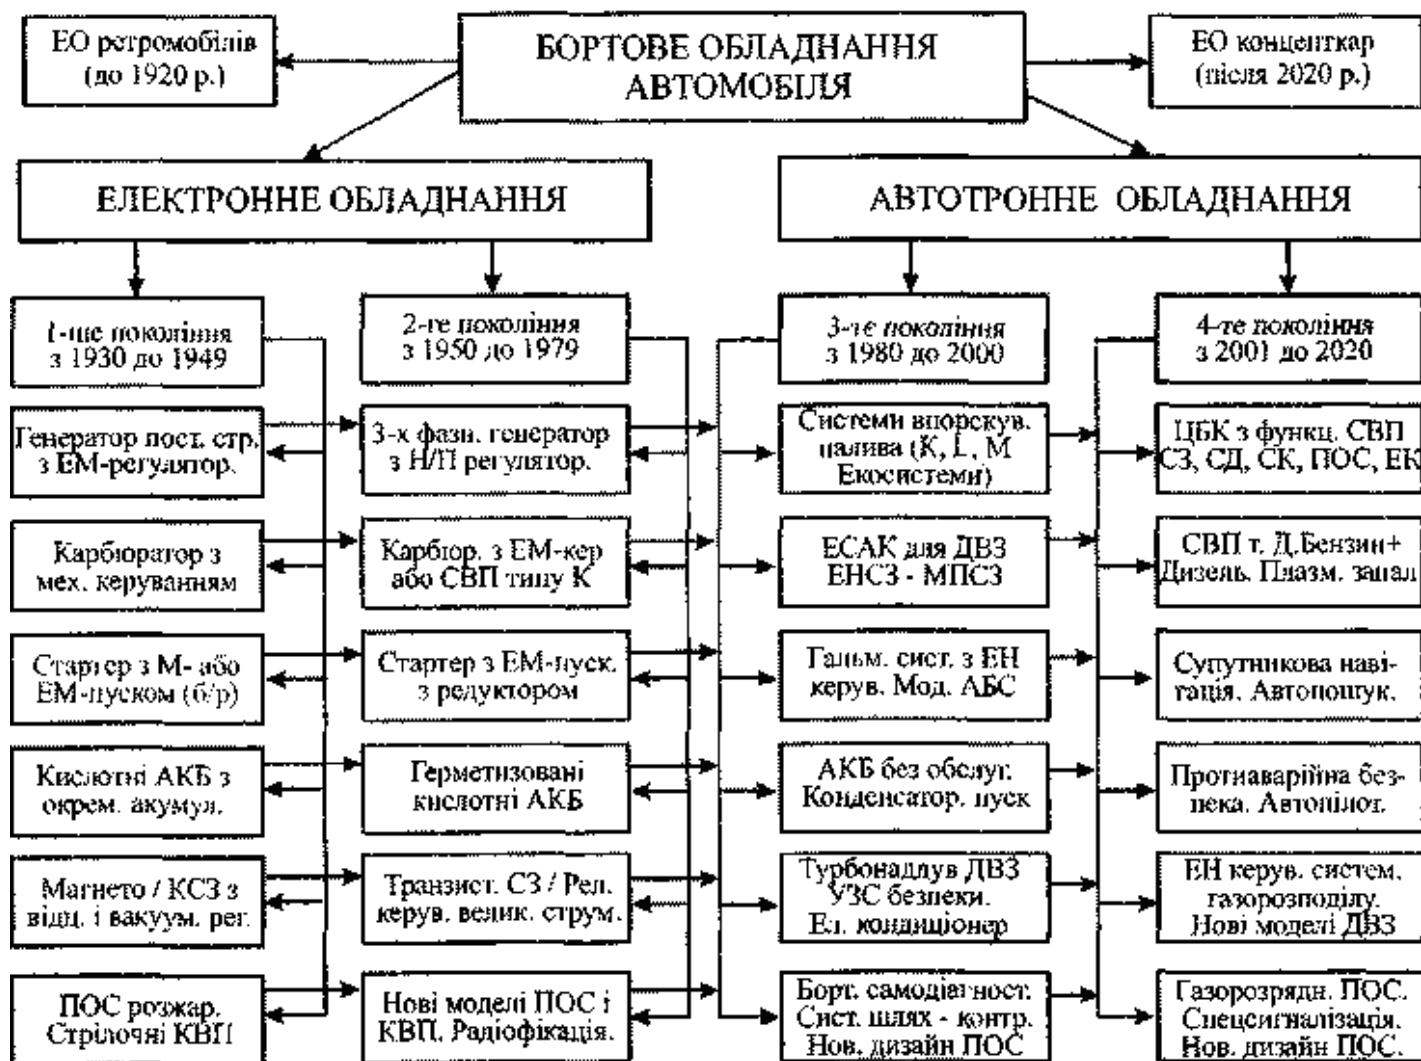 ЕО ретромобілів
(до 1920 р.)
БОРТОВЕ ОБЛАДНАННЯ
АВТОМОБІЛЯ
ЕО концепткар
(після 2020 р.)
ЕЛЕКТРОННЕ ОБЛАДНАННЯ
АВТОТРОННЕ ОБЛАДНАННЯ
1-ше покоління
з 1930 до 1949
2-ге покоління
з 1950 до 1979
3-тє покоління
з 1980 до 2000
4-те покоління
з 2001 до 2020
Генератор пост. стр.
з ЕМ-регулятор.
3-х фазн. генератор
з Н/П регулятор.
Системи впорскув.
палива (К, L, М
Екосистеми)
ЦБК з функц. СВП
СЗ, СД, СК, ПОС, ЕК
Карбюратор з
мех. керуванням
Карбюр. з ЕМ-кер
або СВП типу К
ЕСАК для ДВЗ
ЕНСЗ - МПСЗ
СВП т. Д.Бензин+
Дизель. Плазм. запал
Стартер з М- або
ЕМ-пуском (б/р)
Стартер з ЕМ-пуск.
з редуктором
Гальм. сист. з ЕН
керув. Мод. АБС
Супутникова наві-
гація. Автопошук.
Кислотні АКБ з
окрем. акумул.
Герметизовані
кислотні АКБ
АКБ без обслуг.
Конденсатор. пуск
Протиаварійна без-
пека. Автопілот.
Магнето / КСЗ з
відц. і вакуум. рег.
Транзист. СЗ / Рел.
керув. велик. струм.
Турбонаддув ДВЗ
УЗС безпеки.
Ел. кондиціонер
ЕН керув. систем.
газорозподілу.
Нові моделі ДВЗ
ПОС розжар.
Стрілочні КВП
Нові моделі ПОС і
КВП. Радіофікація.
Борт. самодіагност.
Сист. шлях - контр.
Нов. дизайн ПОС
Газорозрядн. ПОС.
Спецсигналізація.
Нов. дизайн ПОС.